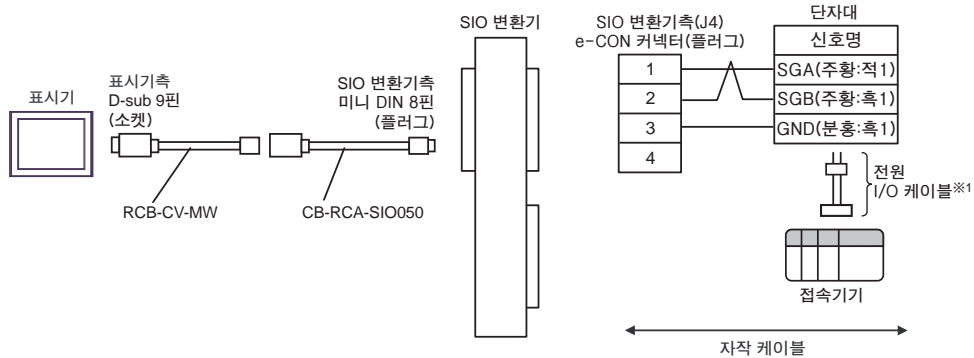 표시기
표시기측
D-sub 9핀
(소켓)
RCB-CV-MW
SIO 변환기측
미니 DIN 8핀
(플러그)
CB-RCA-SIO050
SIO 변환기
SIO 변환기측(J4)
e-CON 커넥터(플러그)
1
2
3
4
단자대
신호명
SGA(주황:적1)
SGB(주황:흑1)
GND(분홍:흑1)
전원
I/O 케이블※1
접속기기
자작 케이블